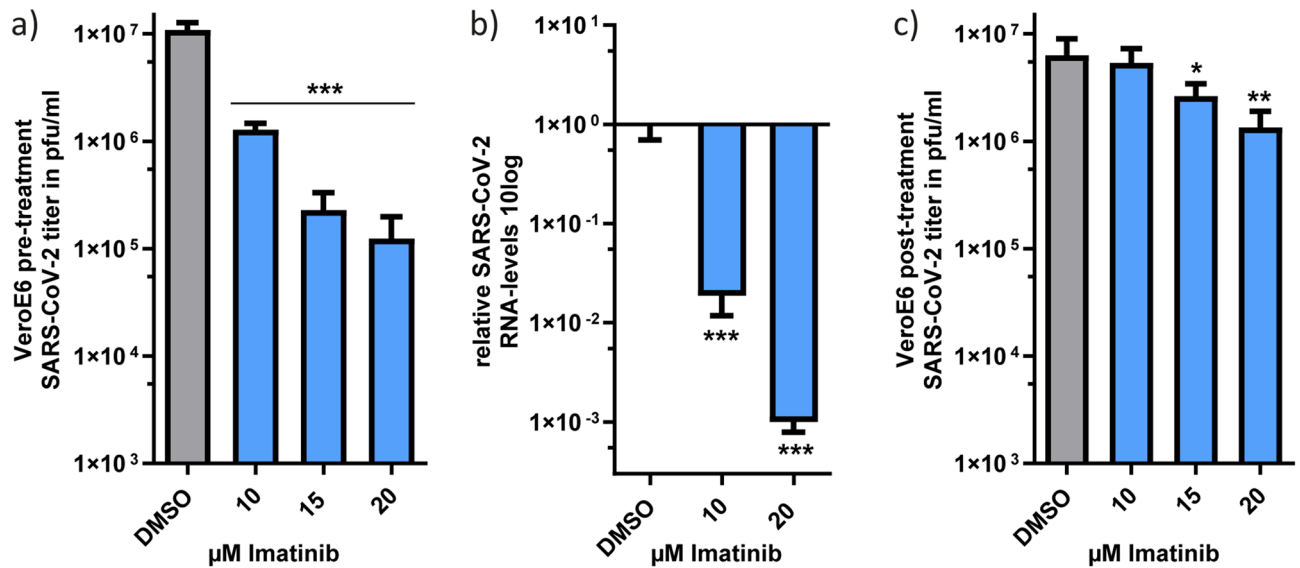 a)
VeroE6 pre-treatment
SARS-CoV-2 titer in pfu/ml
1×10⁷
1×10⁶
1×10⁵
1×10⁴
1×10³
***
DMSO
10
15
20
µM Imatinib
b)
relative SARS-CoV-2
RNA-levels 10log
1×10¹
1×10⁰
1×10⁻¹
1×10⁻²
1×10⁻³
***
***
DMSO
10
20
µM Imatinib
c)
VeroE6 post-treatment
SARS-CoV-2 titer in pfu/ml
1×10⁷
1×10⁶
1×10⁵
1×10⁴
1×10³
*
**
DMSO
10
15
20
µM Imatinib